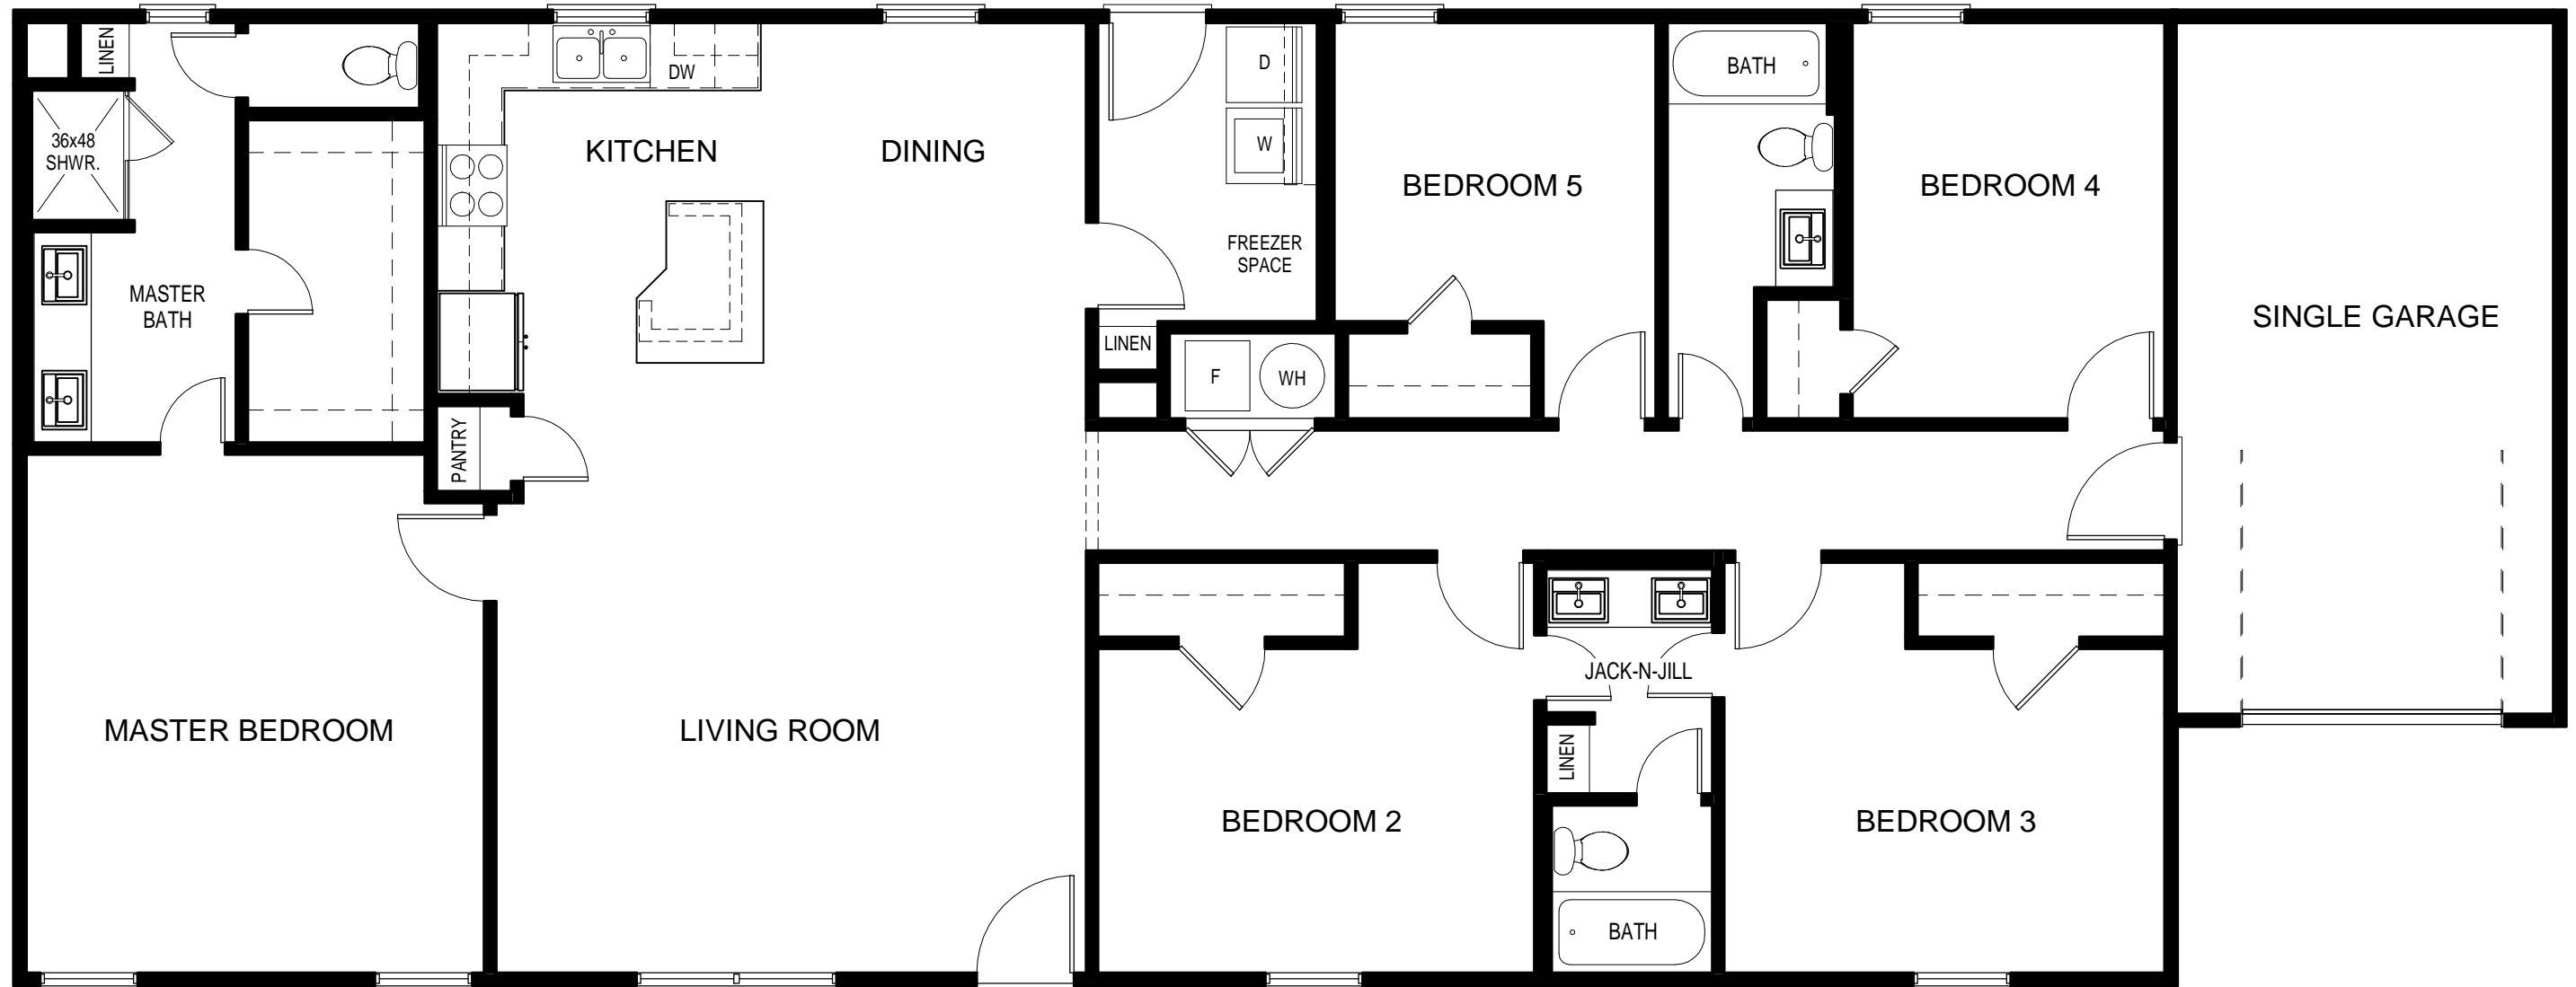 LINEN
36x48
SHWR.
MASTER
BATH
KITCHEN
DW
DINING
PANTRY
D
W
FREEZER
SPACE
LINEN
F
WH
BEDROOM 5
BATH
BEDROOM 4
SINGLE GARAGE
MASTER BEDROOM
LIVING ROOM
BEDROOM 2
JACK-N-JILL
LINEN
BATH
BEDROOM 3